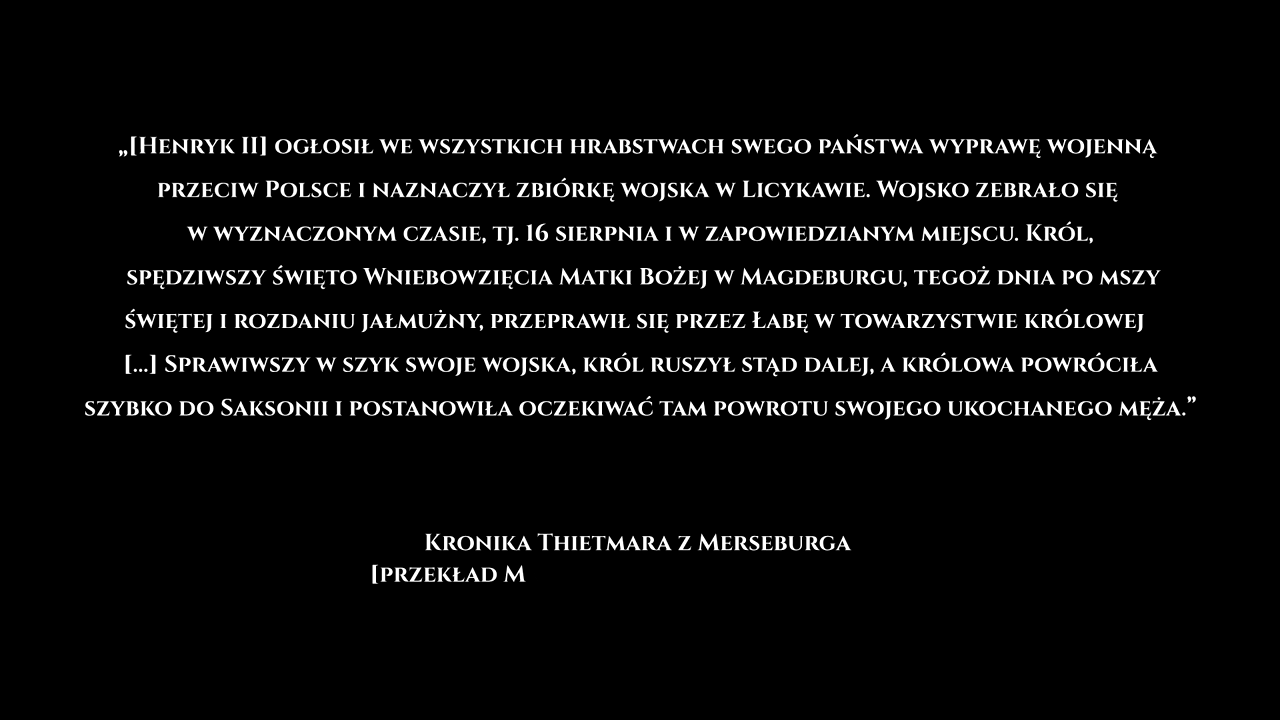 „[Henryk II] ogłosił we wszystkich hrabstwach swego państwa wyprawę wojenną
przeciw Polsce i naznaczył zbiórkę wojska w Licykawie. Wojsko zebrało się
w wyznaczonym czasie, tj. 16 sierpnia i w zapowiedzianym miejscu. Król,
spędziwszy święto Wniebowzięcia Matki Bożej w Magdeburgu, tegoż dnia po mszy
świętej i rozdaniu jałmużny, przeprawił się przez Łabę w towarzystwie królowej
[...] Sprawiwszy w szyk swoje wojska, król ruszył stąd dalej, a królowa powróciła
szybko do Saksonii i postanowiła oczekiwać tam powrotu swojego ukochanego męża.”
Kronika Thietmara z Merseburga
[przekład M